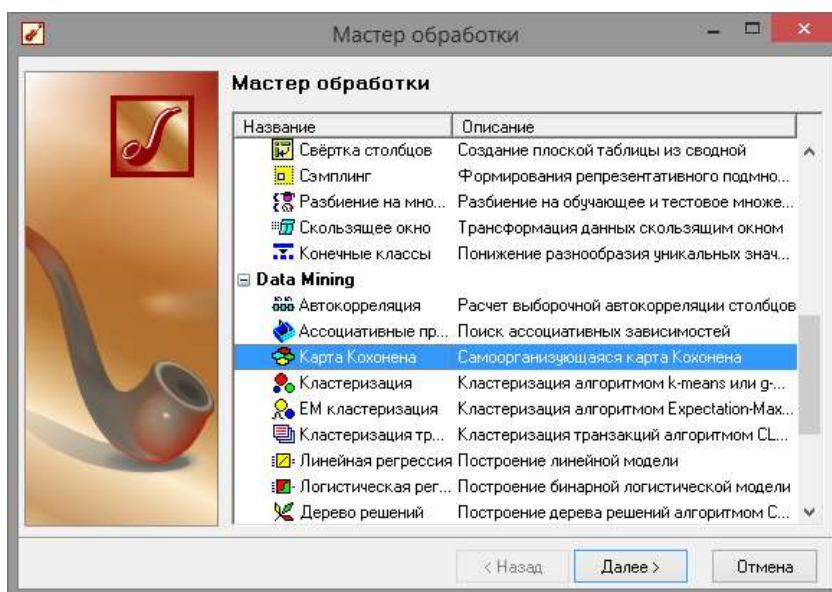 Мастер обработки
Мастер обработки
Название Описание
Свёртка столбцов Создание плоской таблицы из сводной
Сэмплинг Формирования репрезентативного подмно...
Разбиение на мно... Разбиение на обучающее и тестовое множе...
Скользящее окно Трансформация данных скользящим окном
Конечные классы Понижение разнообразия уникальных знач...
Data Mining
Автокорреляция Расчет выборочной автокорреляции столбцов
Ассоциативные пр... Поиск ассоциативных зависимостей
Карта Кохонена Самоорганизующаяся карта Кохонена
Кластеризация Кластеризация алгоритмом k-means или g-...
EM кластеризация Кластеризация алгоритмом Expectation-Max...
Кластеризация тр... Кластеризация транзакций алгоритмом CL...
Линейная регрессия Построение линейной модели
Логистическая рег... Построение бинарной логистической модели
Дерево решений Построение дерева решений алгоритмом C...
< Назад Далее > Отмена